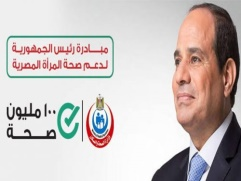 مبادرة رئيس الجمهورية
لدعم صحة المرأة المصرية
١٠٠ مليون
صحة